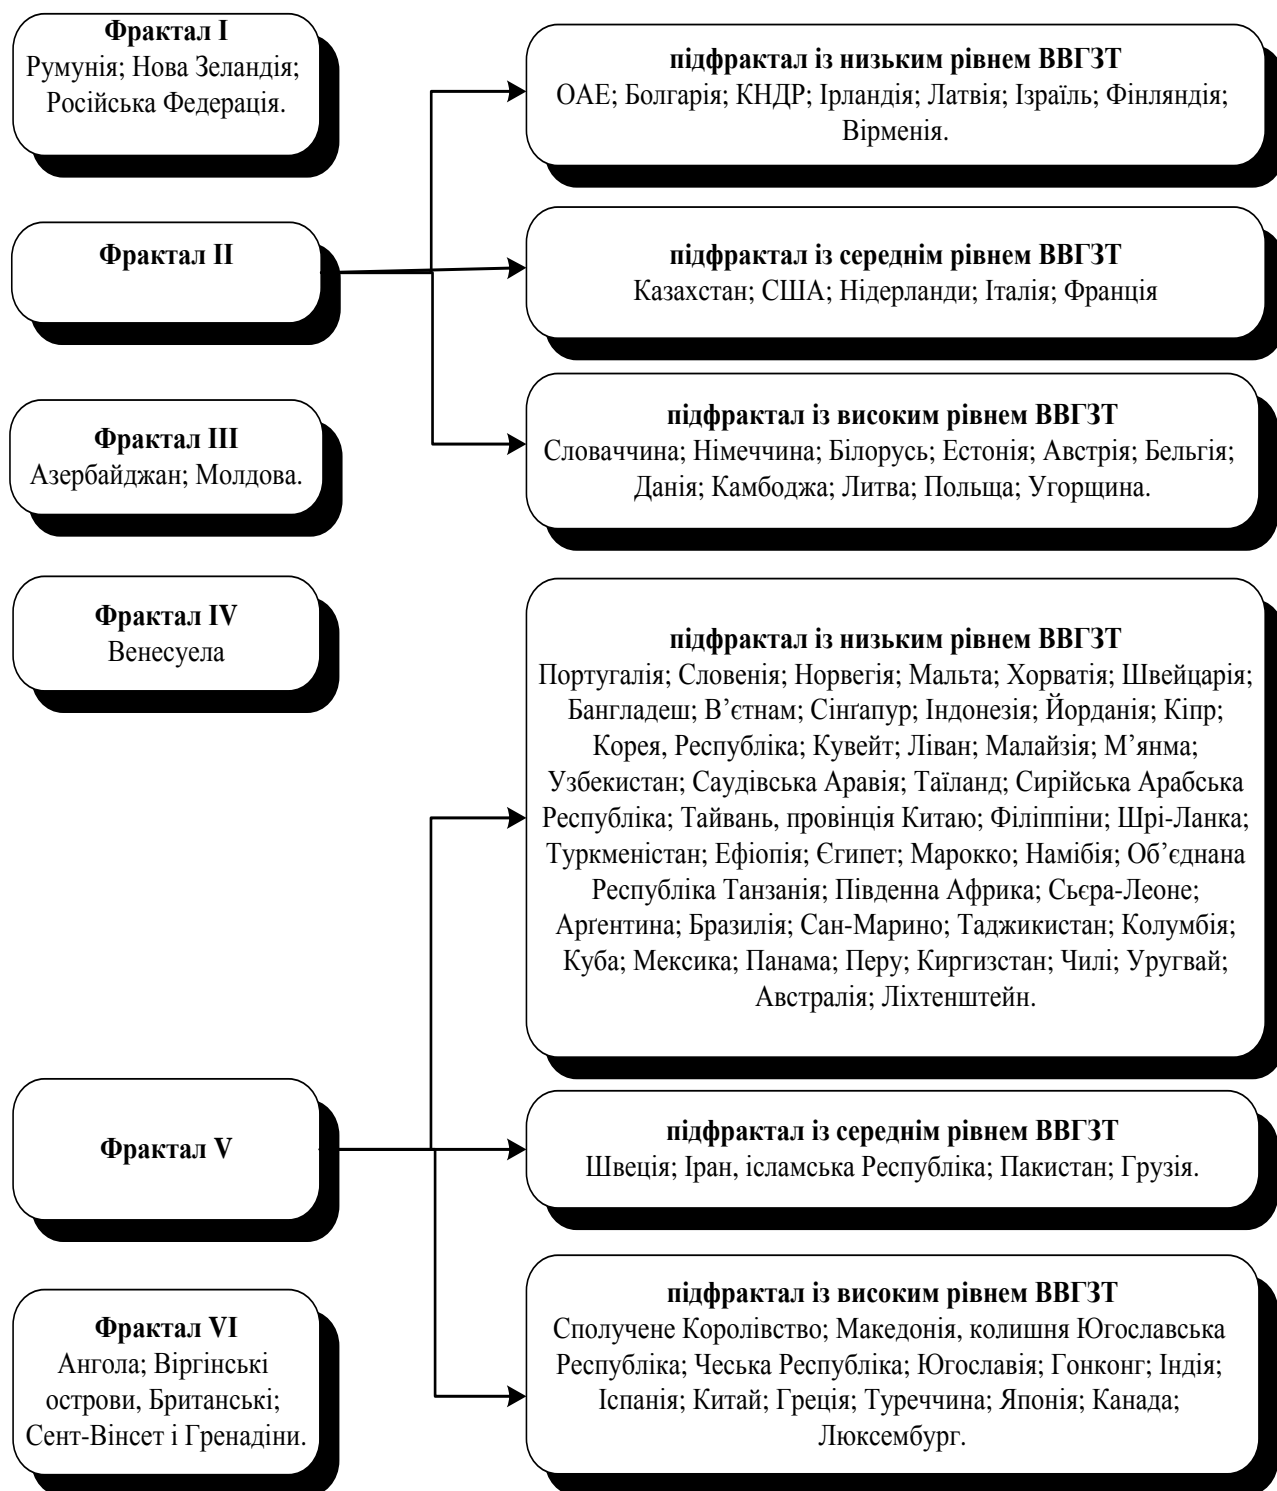 Фрактал I
Румунія; Нова Зеландія;
Російська Федерація.
підфрактал із низьким рівнем ВВГЗТ
ОАЕ; Болгарія; КНДР; Ірландія; Латвія; Ізраїль; Фінляндія;
Вірменія.
Фрактал II
підфрактал із середнім рівнем ВВГЗТ
Казахстан; США; Нідерланди; Італія; Франція
підфрактал із високим рівнем ВВГЗТ
Словаччина; Німеччина; Білорусь; Естонія; Австрія; Бельгія;
Данія; Камбоджа; Литва; Польща; Угорщина.
Фрактал III
Азербайджан; Молдова.
Фрактал IV
Венесуела
підфрактал із низьким рівнем ВВГЗТ
Португалія; Словенія; Норвегія; Мальта; Хорватія; Швейцарія;
Бангладеш; В’єтнам; Сінґапур; Індонезія; Йорданія; Кіпр;
Корея, Республіка; Кувейт; Ліван; Малайзія; М’янма;
Узбекистан; Саудівська Аравія; Таїланд; Сирійська Арабська
Республіка; Тайвань, провінція Китаю; Філіппіни; Шрі-Ланка;
Туркменістан; Ефіопія; Єгипет; Марокко; Намібія; Об’єднана
Республіка Танзанія; Південна Африка; Сьєра-Леоне;
Арґентина; Бразилія; Сан-Марино; Таджикистан; Колумбія;
Куба; Мексика; Панама; Перу; Киргизстан; Чилі; Уругвай;
Австралія; Ліхтенштейн.
Фрактал V
підфрактал із середнім рівнем ВВГЗТ
Швеція; Іран, ісламська Республіка; Пакистан; Грузія.
підфрактал із високим рівнем ВВГЗТ
Сполучене Королівство; Македонія, колишня Югославська
Республіка; Чеська Республіка; Югославія; Гонконг; Індія;
Іспанія; Китай; Греція; Туреччина; Японія; Канада;
Люксембург.
Фрактал VI
Ангола; Віргінські
острови, Британські;
Сент-Вінсет і Гренадіни.